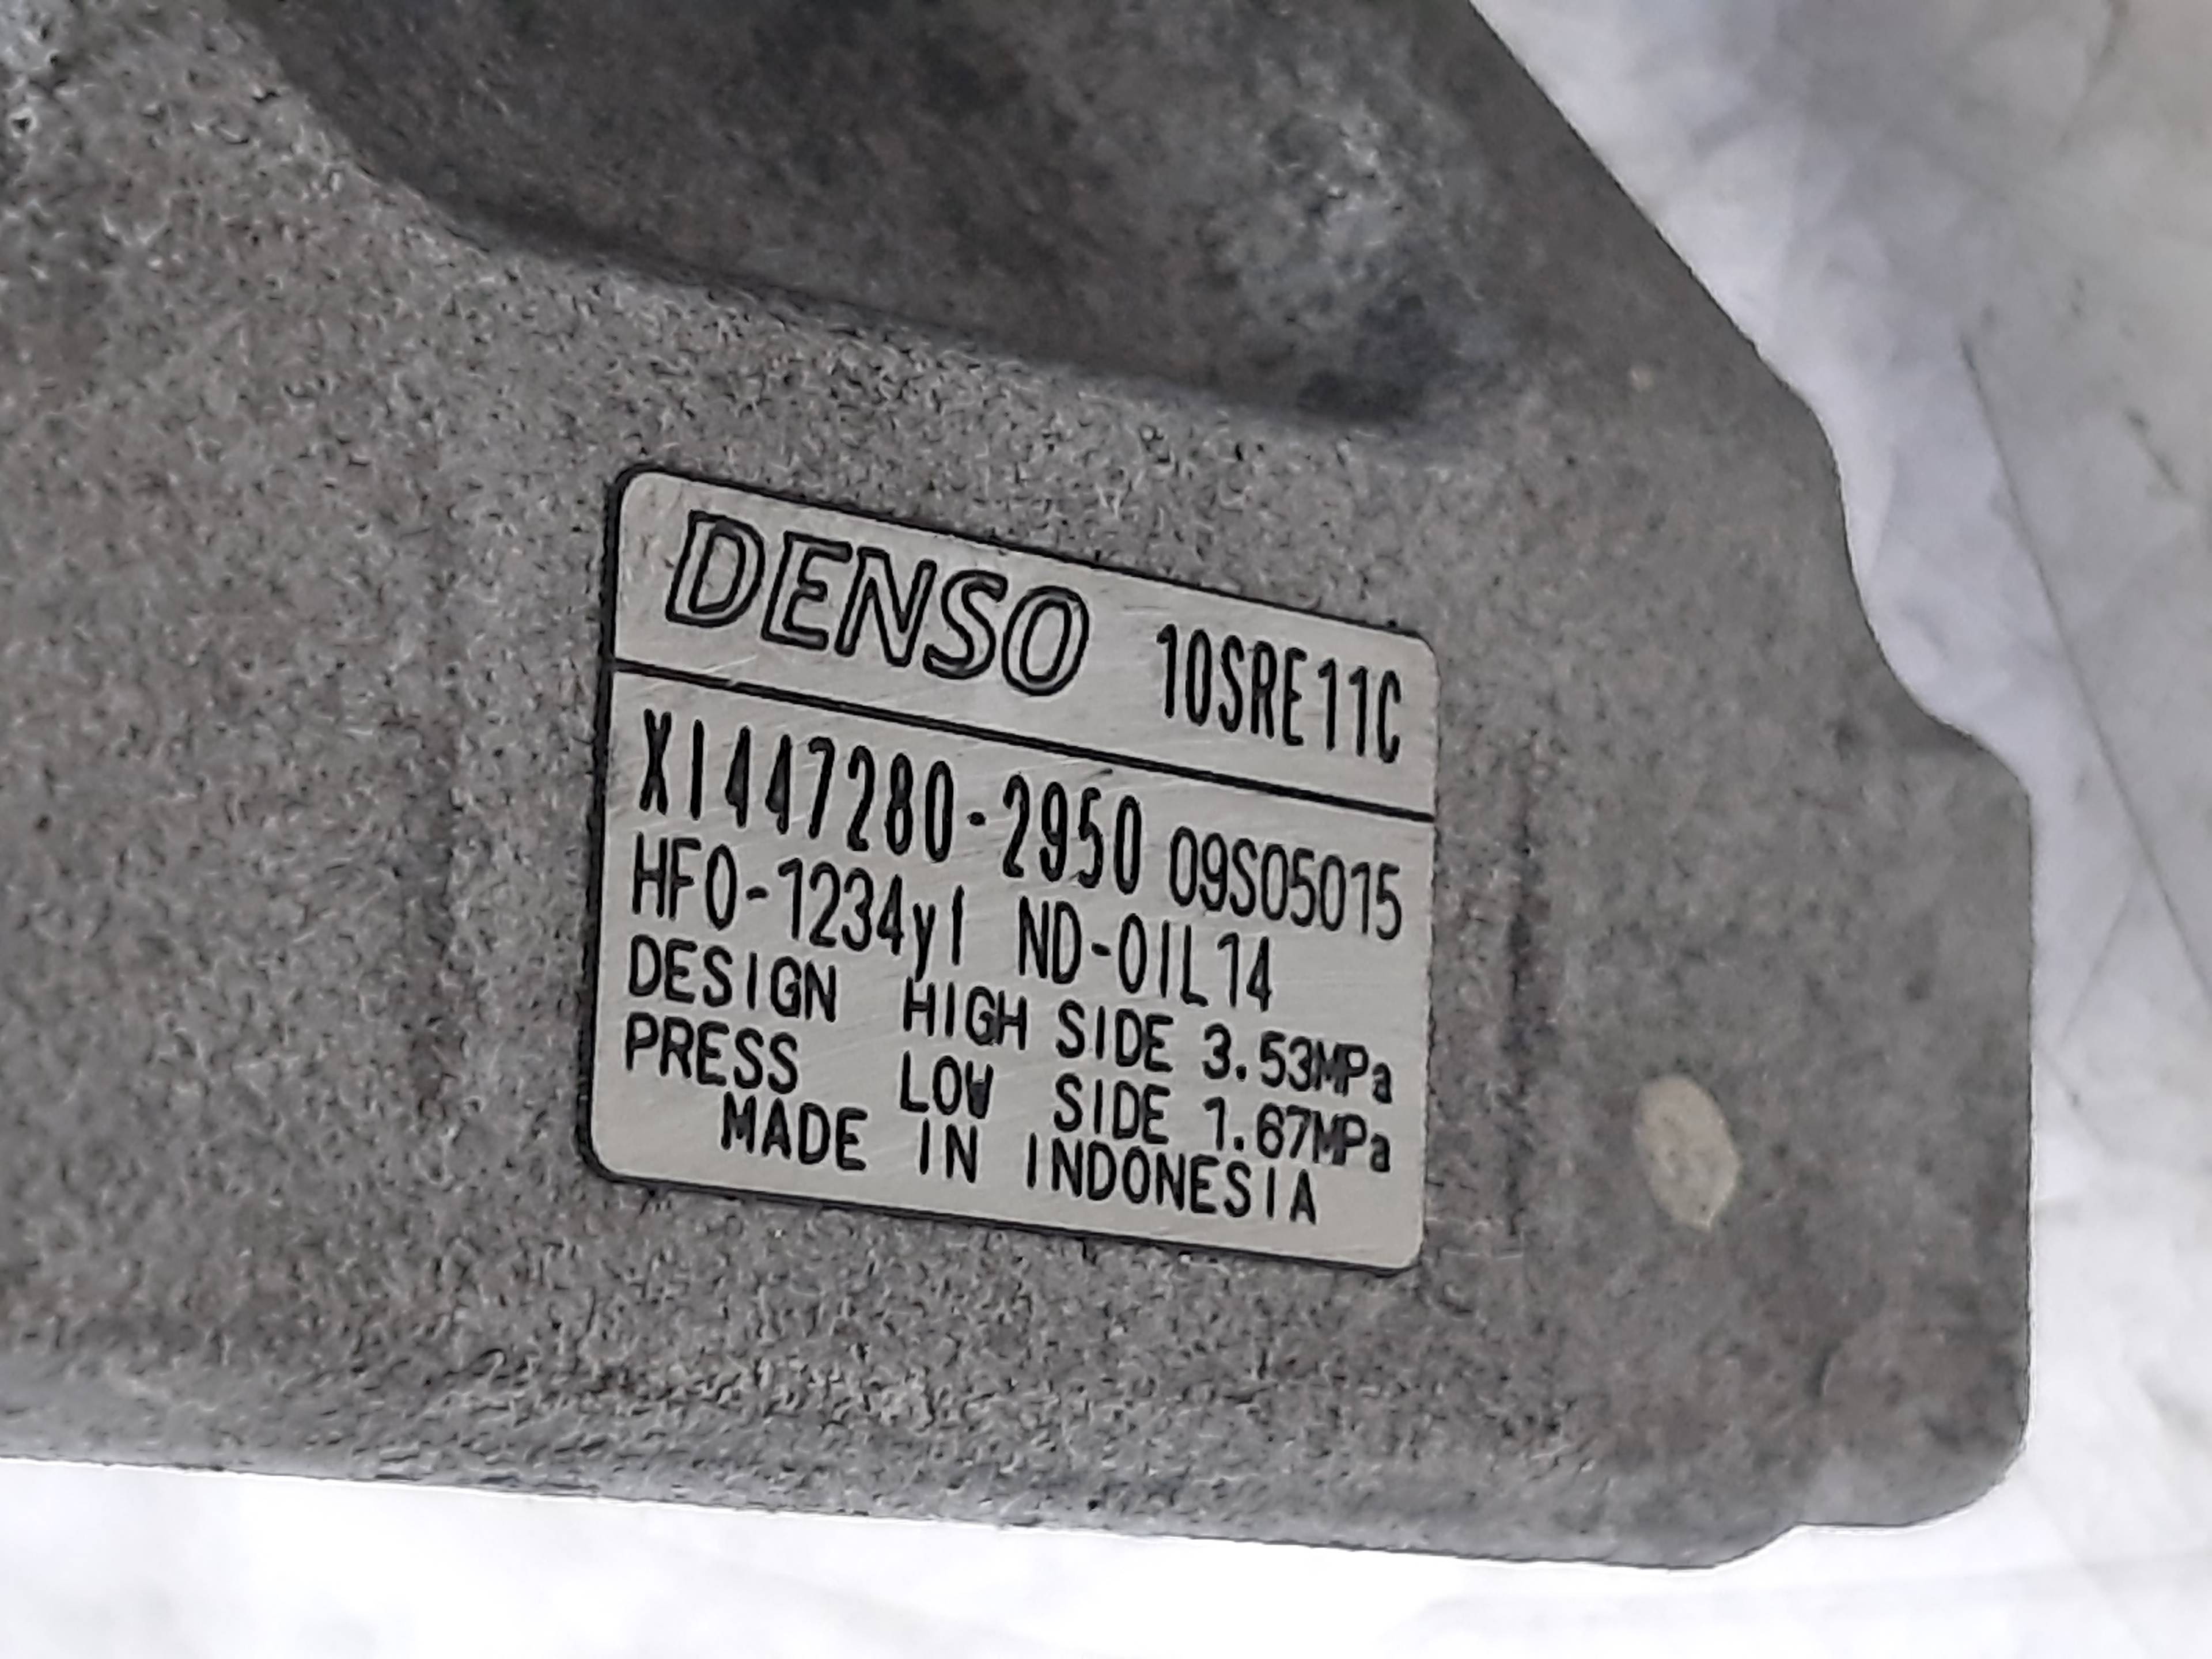 DENSO 10SRE11C
XI447280-2950 09S05015
HFO-1234yf ND-OIL14
DESIGN HIGH SIDE 3.53MPa
PRESS LOW SIDE 1.67MPa
MADE IN INDONESIA